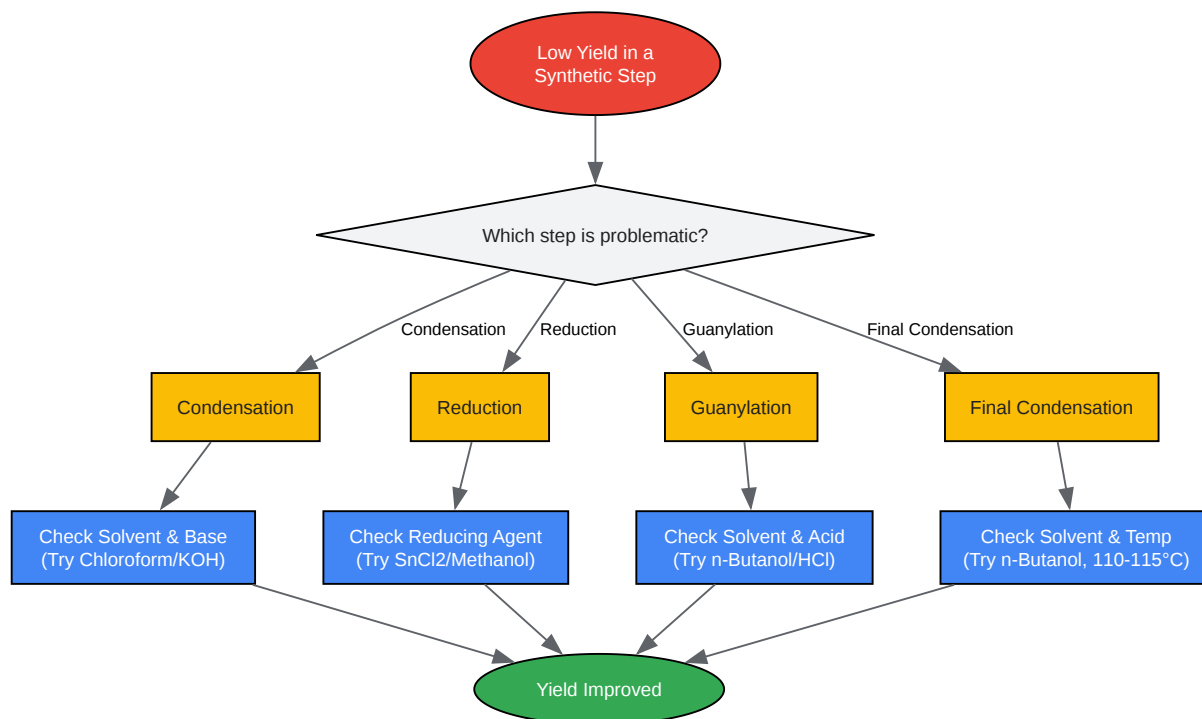 Low Yield in a
Synthetic Step
Which step is problematic?
Condensation
Reduction
Guanylation
Final Condensation
Condensation
Reduction
Guanylation
Final Condensation
Check Solvent & Base
(Try Chloroform/KOH)
Check Reducing Agent
(Try SnCl2/Methanol)
Check Solvent & Acid
(Try n-Butanol/HCl)
Check Solvent & Temp
(Try n-Butanol, 110-115°C)
Yield Improved